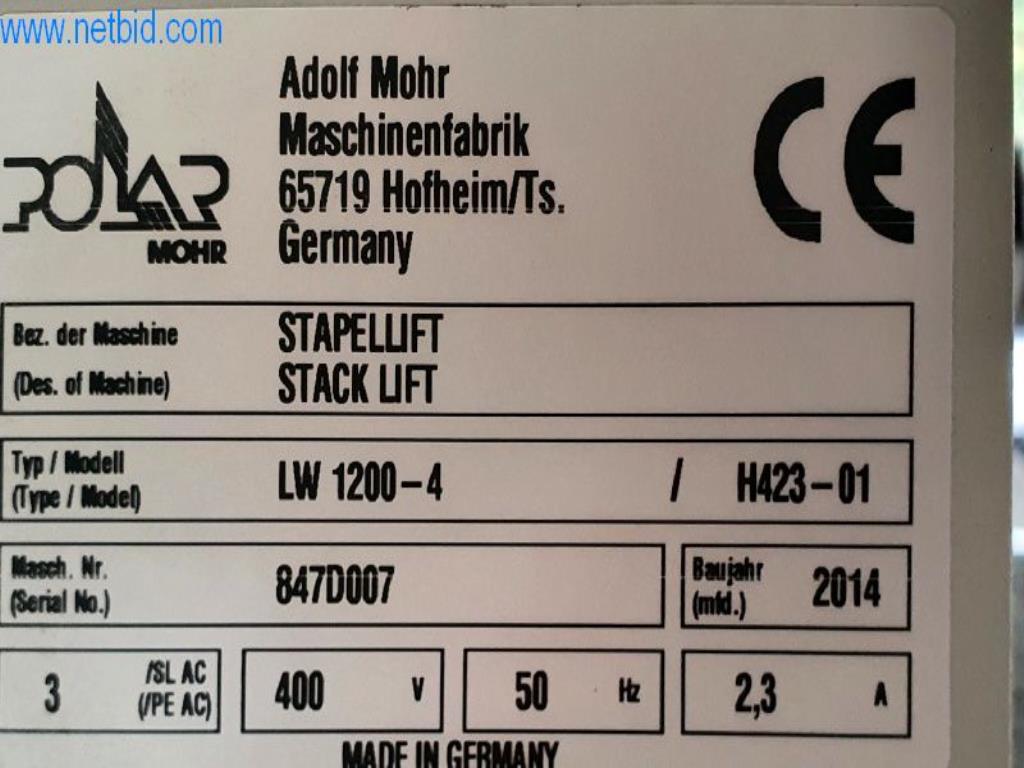 www.netbid.com
POLAR
MOHR
Adolf Mohr
Maschinenfabrik
65719 Hofheim/Ts.
Germany
CE
Bez. der Maschine
(Des. of Machine)
STAPELLIFT
STACK LIFT
Typ / Modell
(Type / Model)
LW 1200-4 / H423-01
Masch. Nr.
(Serial No.)
847D007
Baujahr
(mfd.)
2014
3 /SL AC
(/PE AC)
400 V
50 Hz
2,3 A
MADE IN GERMANY